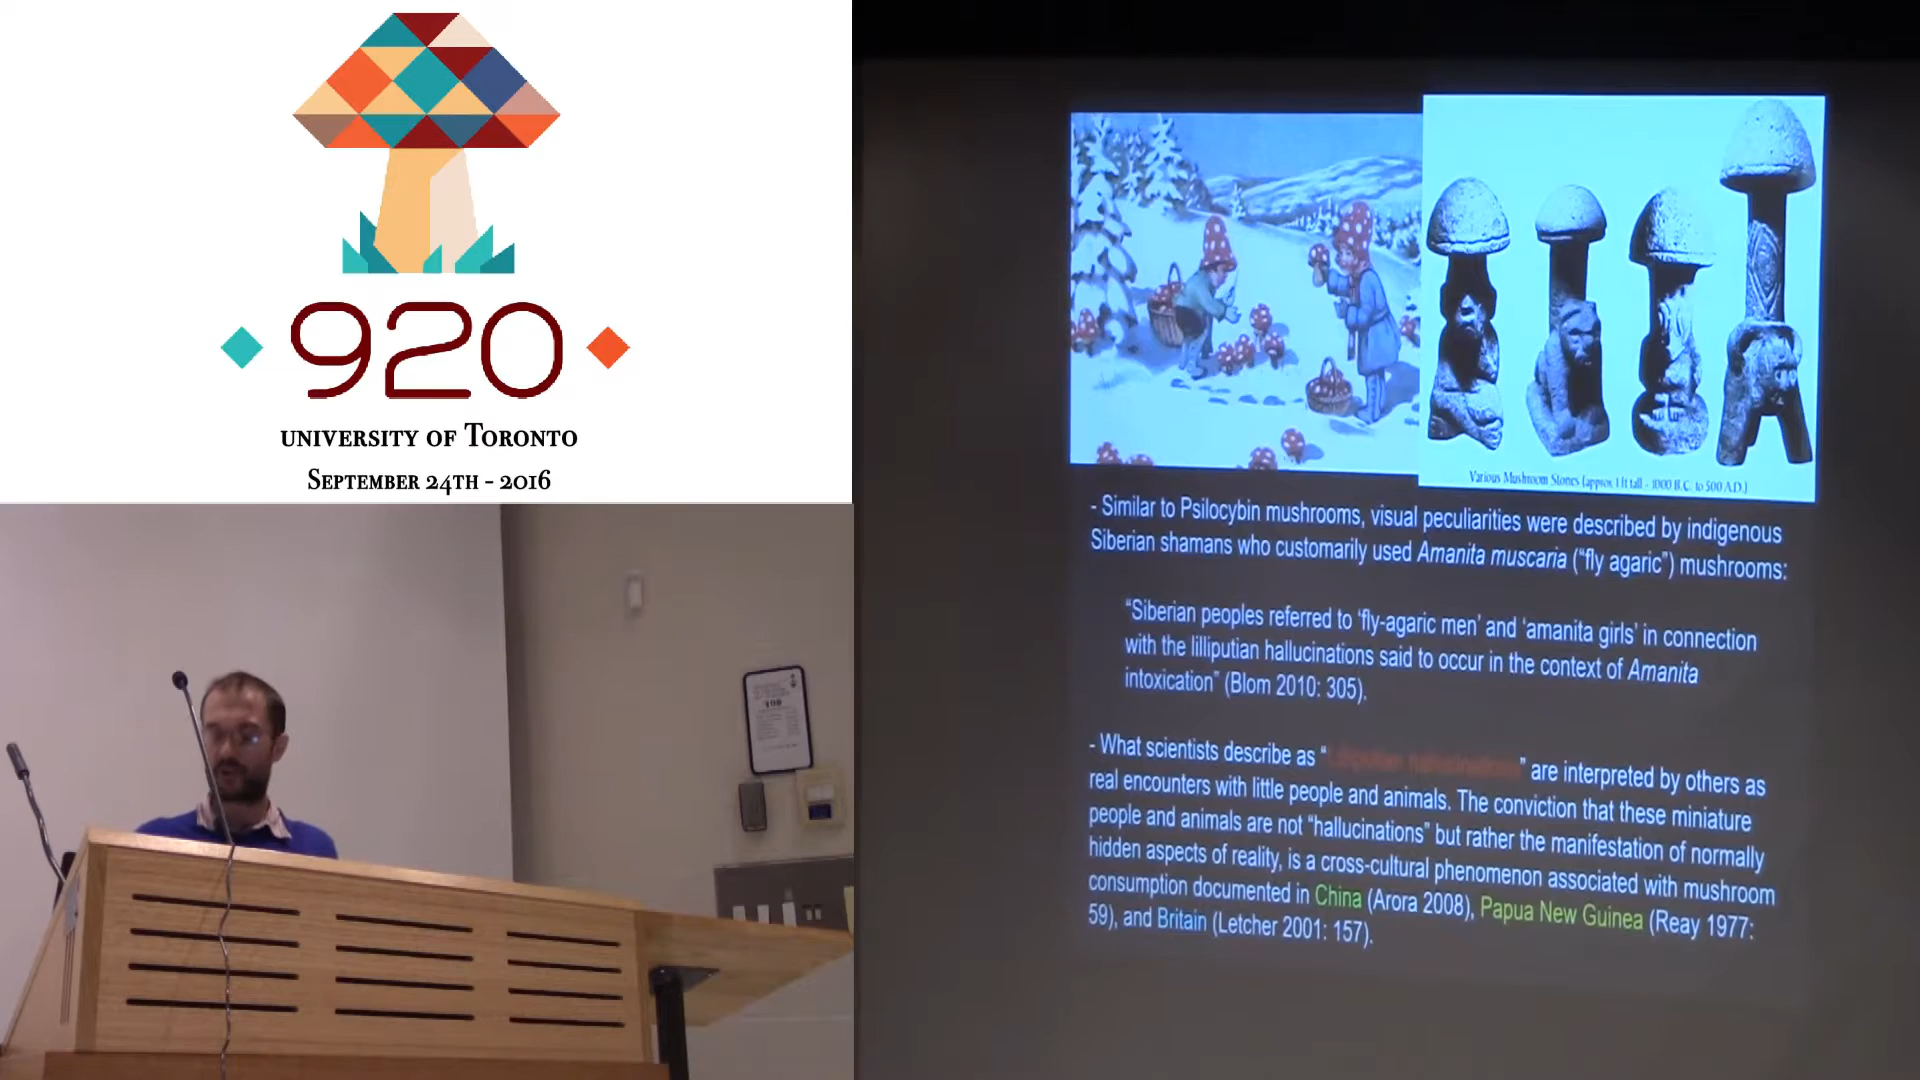 920
UNIVERSITY OF TORONTO
SEPTEMBER 24TH - 2016
Various Mushroom Stones (approx 1 ft tall - 1000 B.C. to 500 A.D.)
- Similar to Psilocybin mushrooms, visual peculiarities were described by indigenous
Siberian shamans who customarily used Amanita muscaria (“fly agaric”) mushrooms:
“Siberian peoples referred to ‘fly-agaric men’ and ‘amanita girls’ in connection
with the lilliputian hallucinations said to occur in the context of Amanita
intoxication” (Blom 2010: 305).
- What scientists describe as “lilliputian hallucinations” are interpreted by others as
real encounters with little people and animals. The conviction that these miniature
people and animals are not “hallucinations” but rather the manifestation of normally
hidden aspects of reality, is a cross-cultural phenomenon associated with mushroom
consumption documented in China (Arora 2008), Papua New Guinea (Reay 1977:
59), and Britain (Letcher 2001: 157).